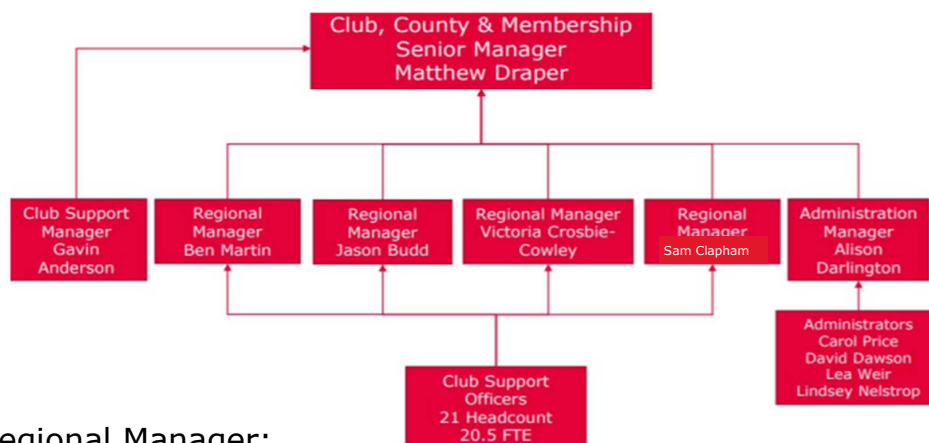 Club, County & Membership
Senior Manager
Matthew Draper
Club Support
Manager
Gavin
Anderson
Regional
Manager
Ben Martin
Regional
Manager
Jason Budd
Regional Manager
Victoria Crosbie-
Cowley
Regional
Manager
Sam Clapham
Administration
Manager
Alison
Darlington
Administrators
Carol Price
David Dawson
Lea Weir
Lindsey Nelstrop
Club Support
Officers
21 Headcount
20.5 FTE
egional Manager: